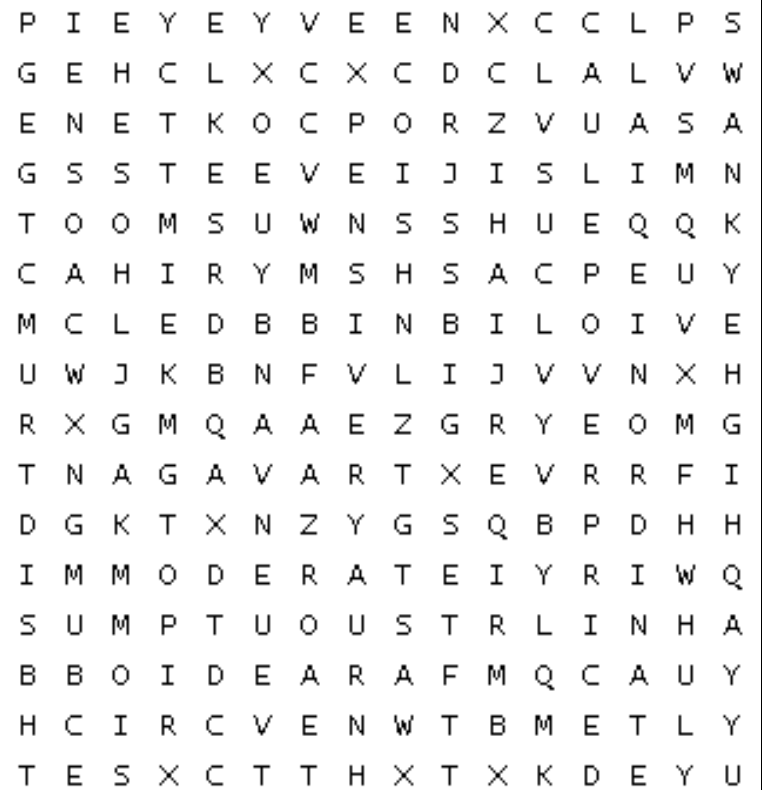 P I E Y E Y V E E N X C C L P S
G E H C L X C X C D C L A L V W
E N E T K O C P O R Z V U A S A
G S S T E E V E I J I S L I M N
T O O M S U W N S S H U E Q Q K
C A H I R Y M S H S A C P E U Y
M C L E D B B I N B I L O I V E
U W J K B N F V L I J V V N X H
R X G M Q A A E Z G R Y E O M G
T N A G A V A R T X E V R R F I
D G K T X N Z Y G S Q B P D H H
I M M O D E R A T E I Y R I W Q
S U M P T U O U S T R L I N H A
B B O I D E A R A F M Q C A U Y
H C I R C V E N W T B M E T L Y
T E S X C T T H X T X K D E Y U